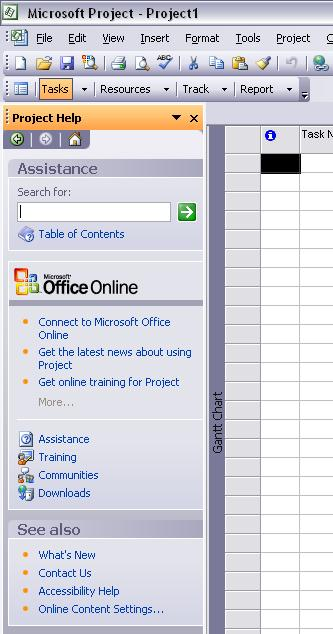 Microsoft Project - Project1
File Edit View Insert Format Tools Project
Tasks Resources Track Report
Project Help
Task N
Assistance
Search for:
Table of Contents
Microsoft
Office Online
Connect to Microsoft Office
Online
Get the latest news about using
Project
Get online training for Project
More...
Assistance
Training
Communities
Downloads
See also
What's New
Contact Us
Accessibility Help
Online Content Settings...
Gantt Chart